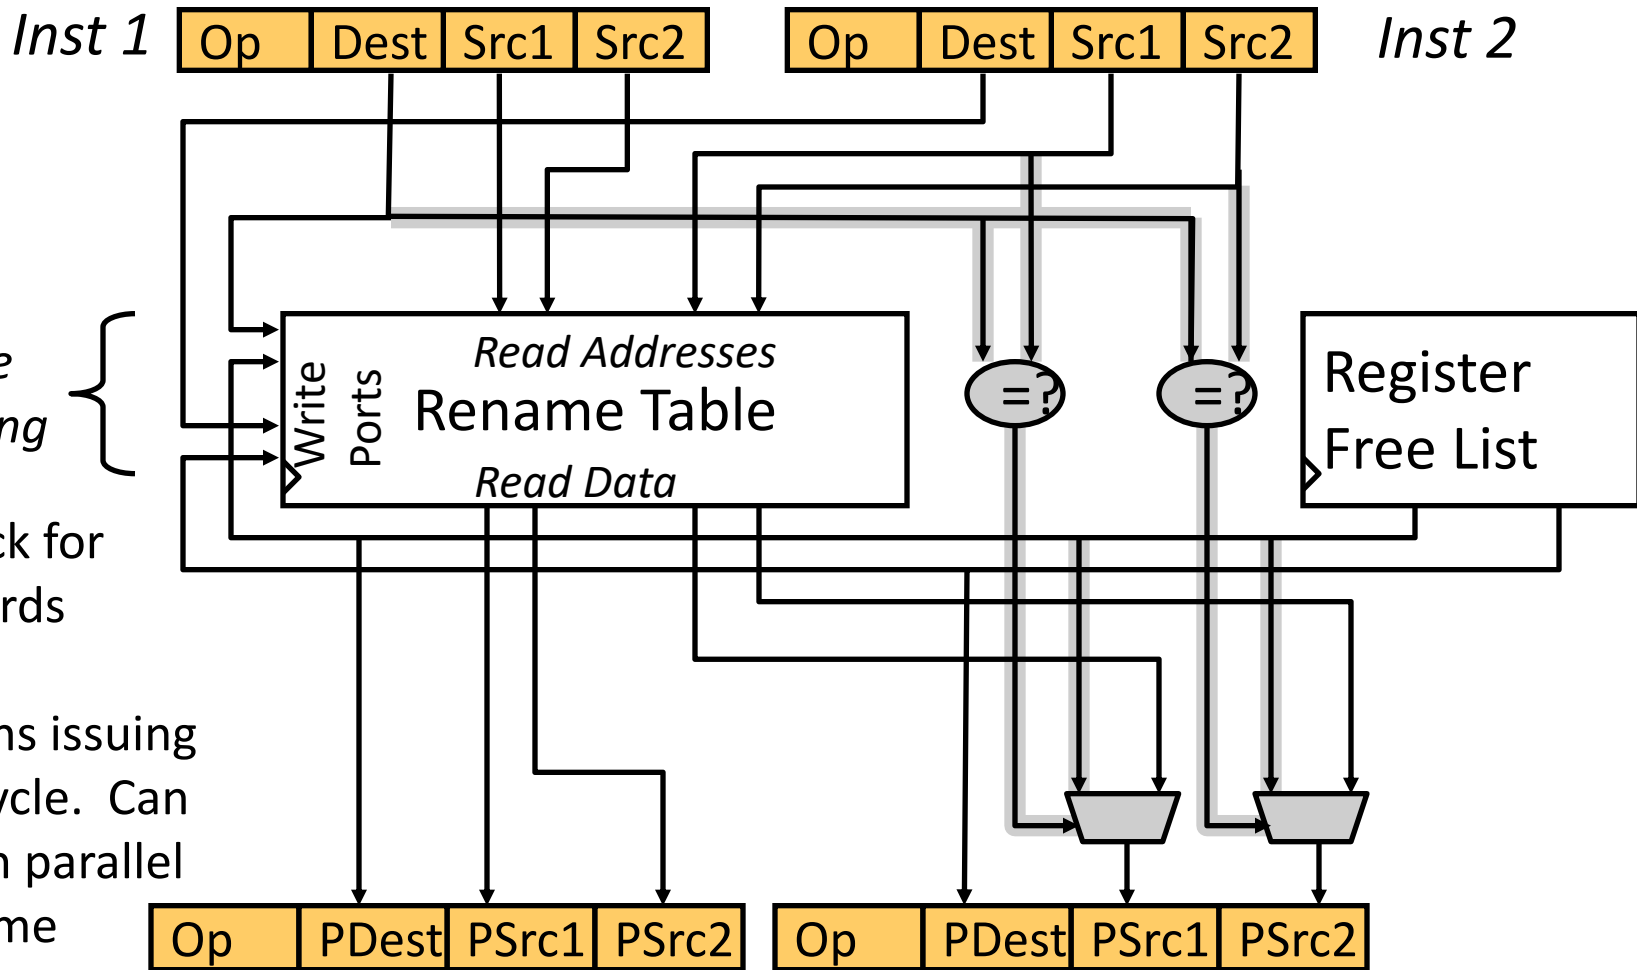 Inst 1
Op Dest Src1 Src2
Op Dest Src1 Src2
Inst 2
Read Addresses
Rename Table
Write
Ports
Read Data
=?
=?
Register
Free List
e
ng
ck for
rds
ns issuing
ycle. Can
n parallel
me
Op PDest PSrc1 PSrc2
Op PDest PSrc1 PSrc2